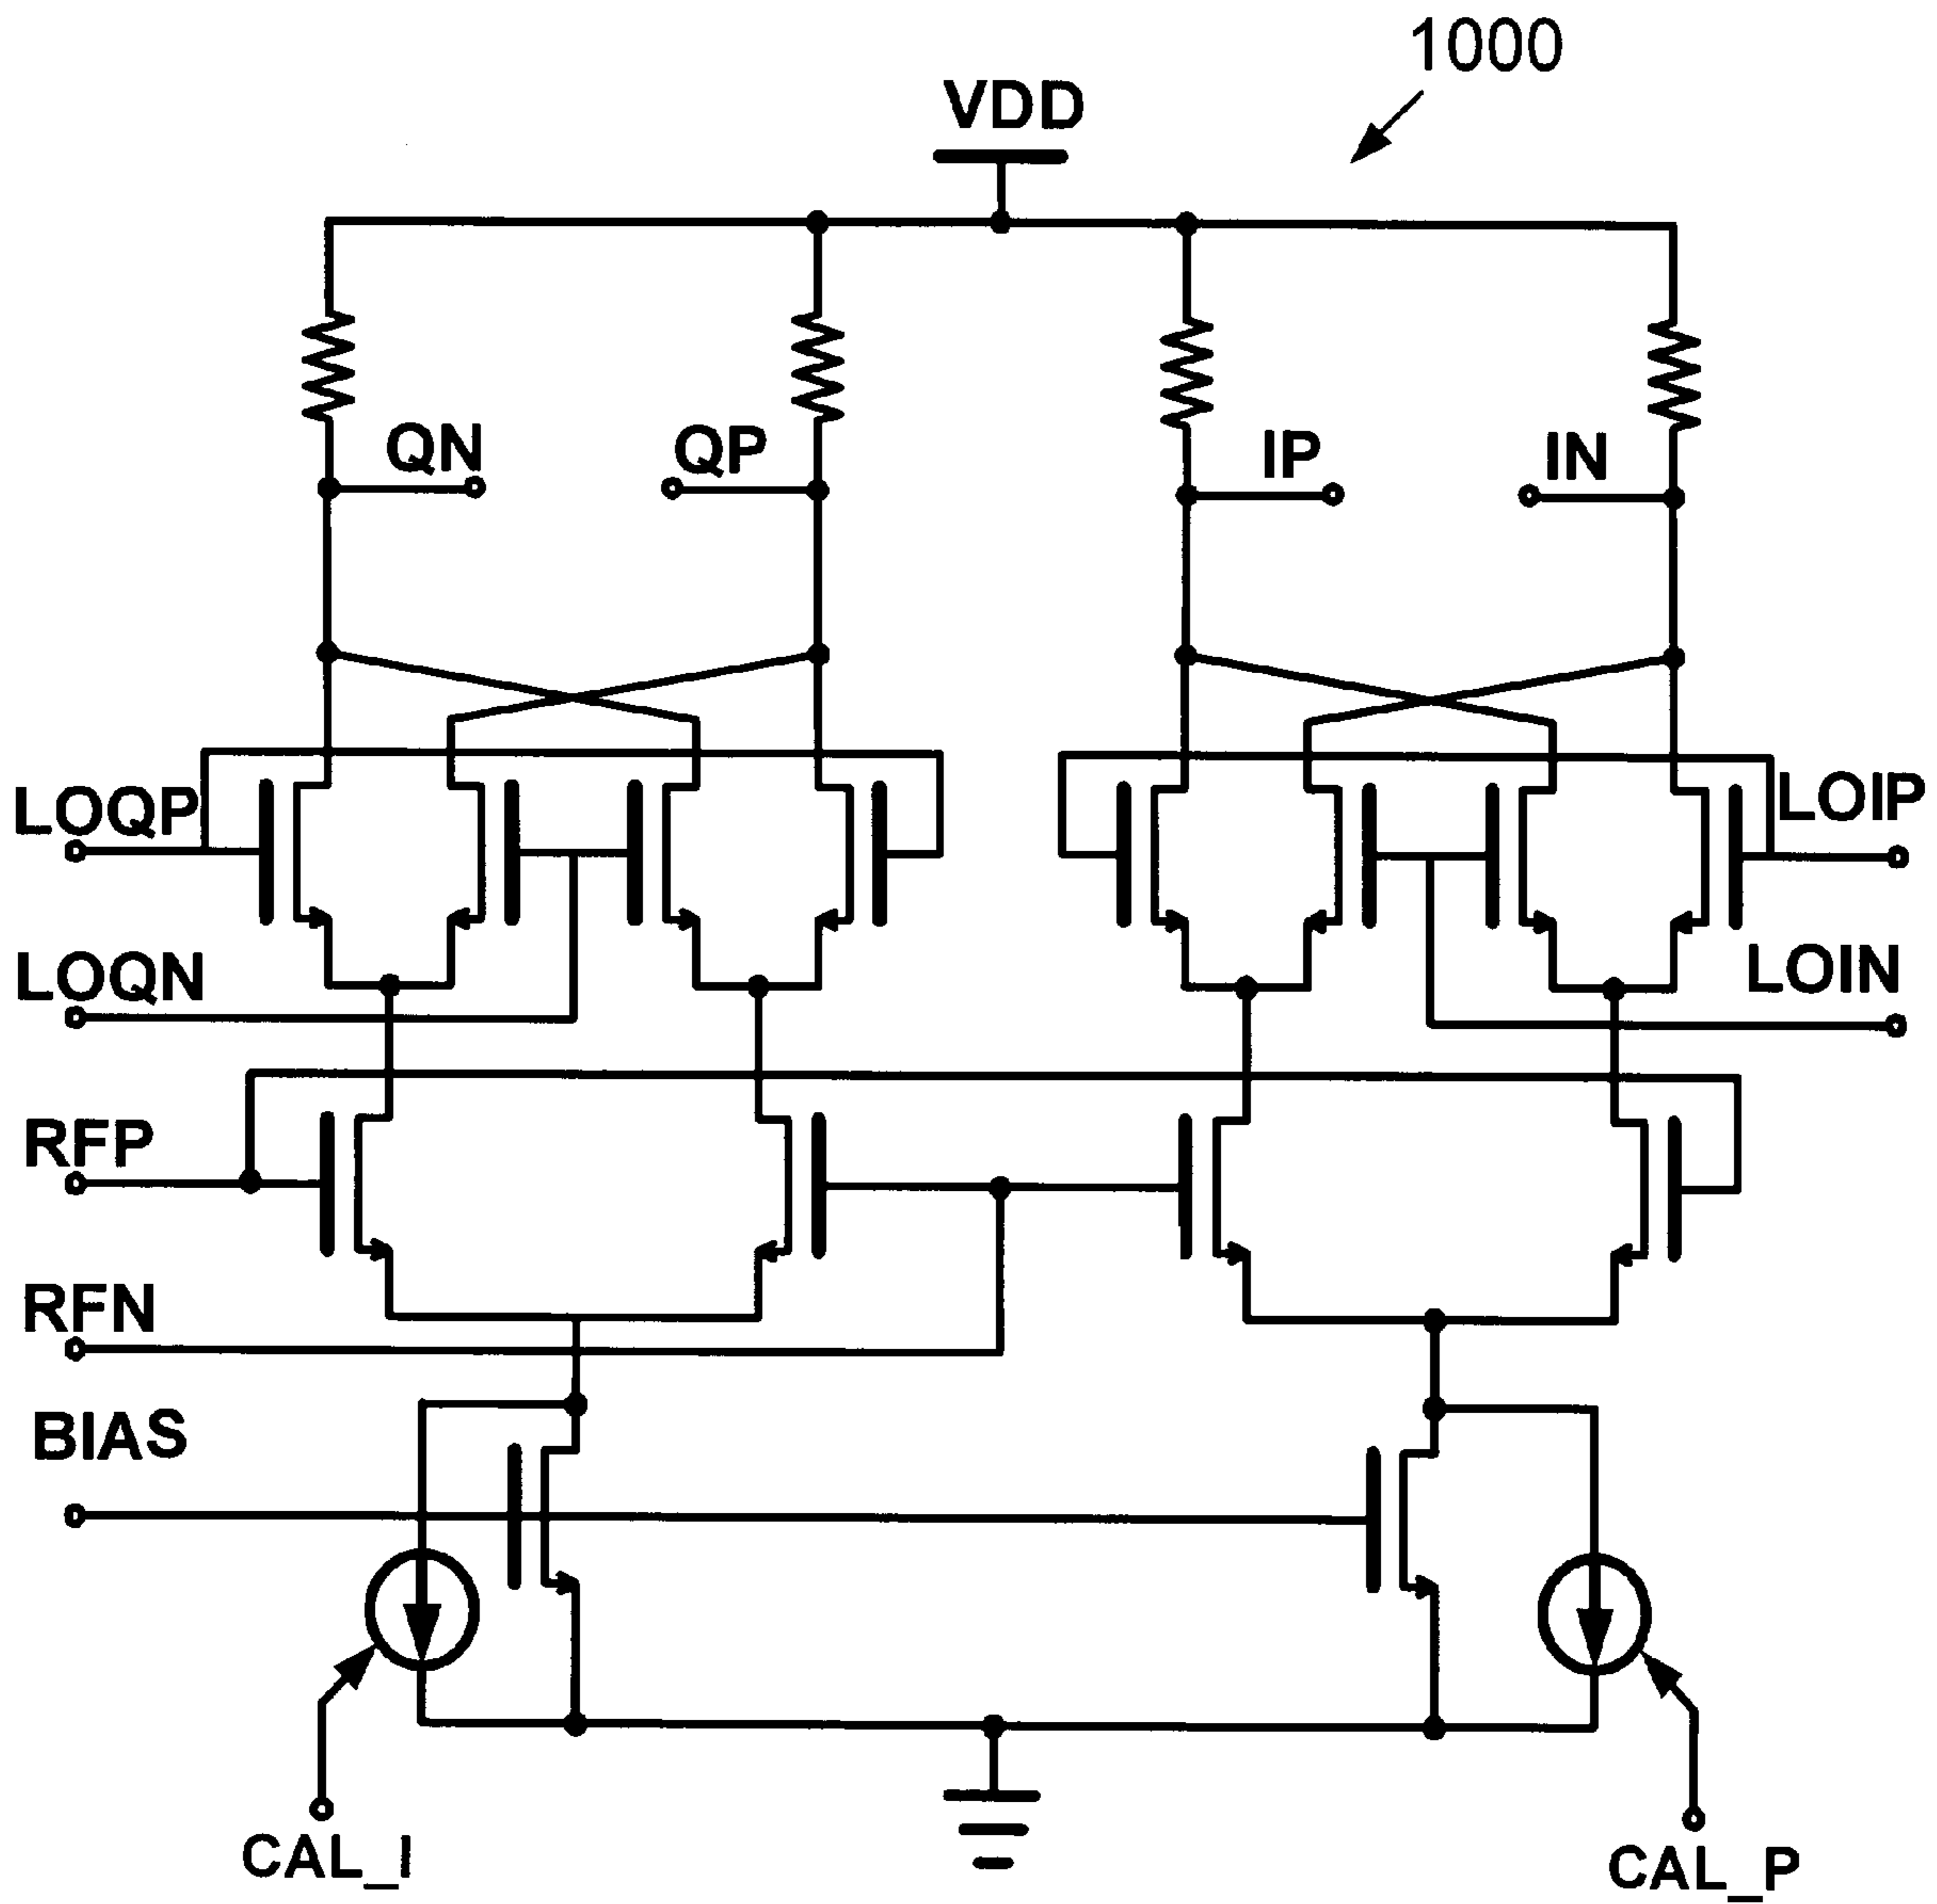 1000
VDD
QN
QP
IP
IN
LOQP
LOIP
LOQN
LOIN
RFP
RFN
BIAS
CAL_I
CAL_P